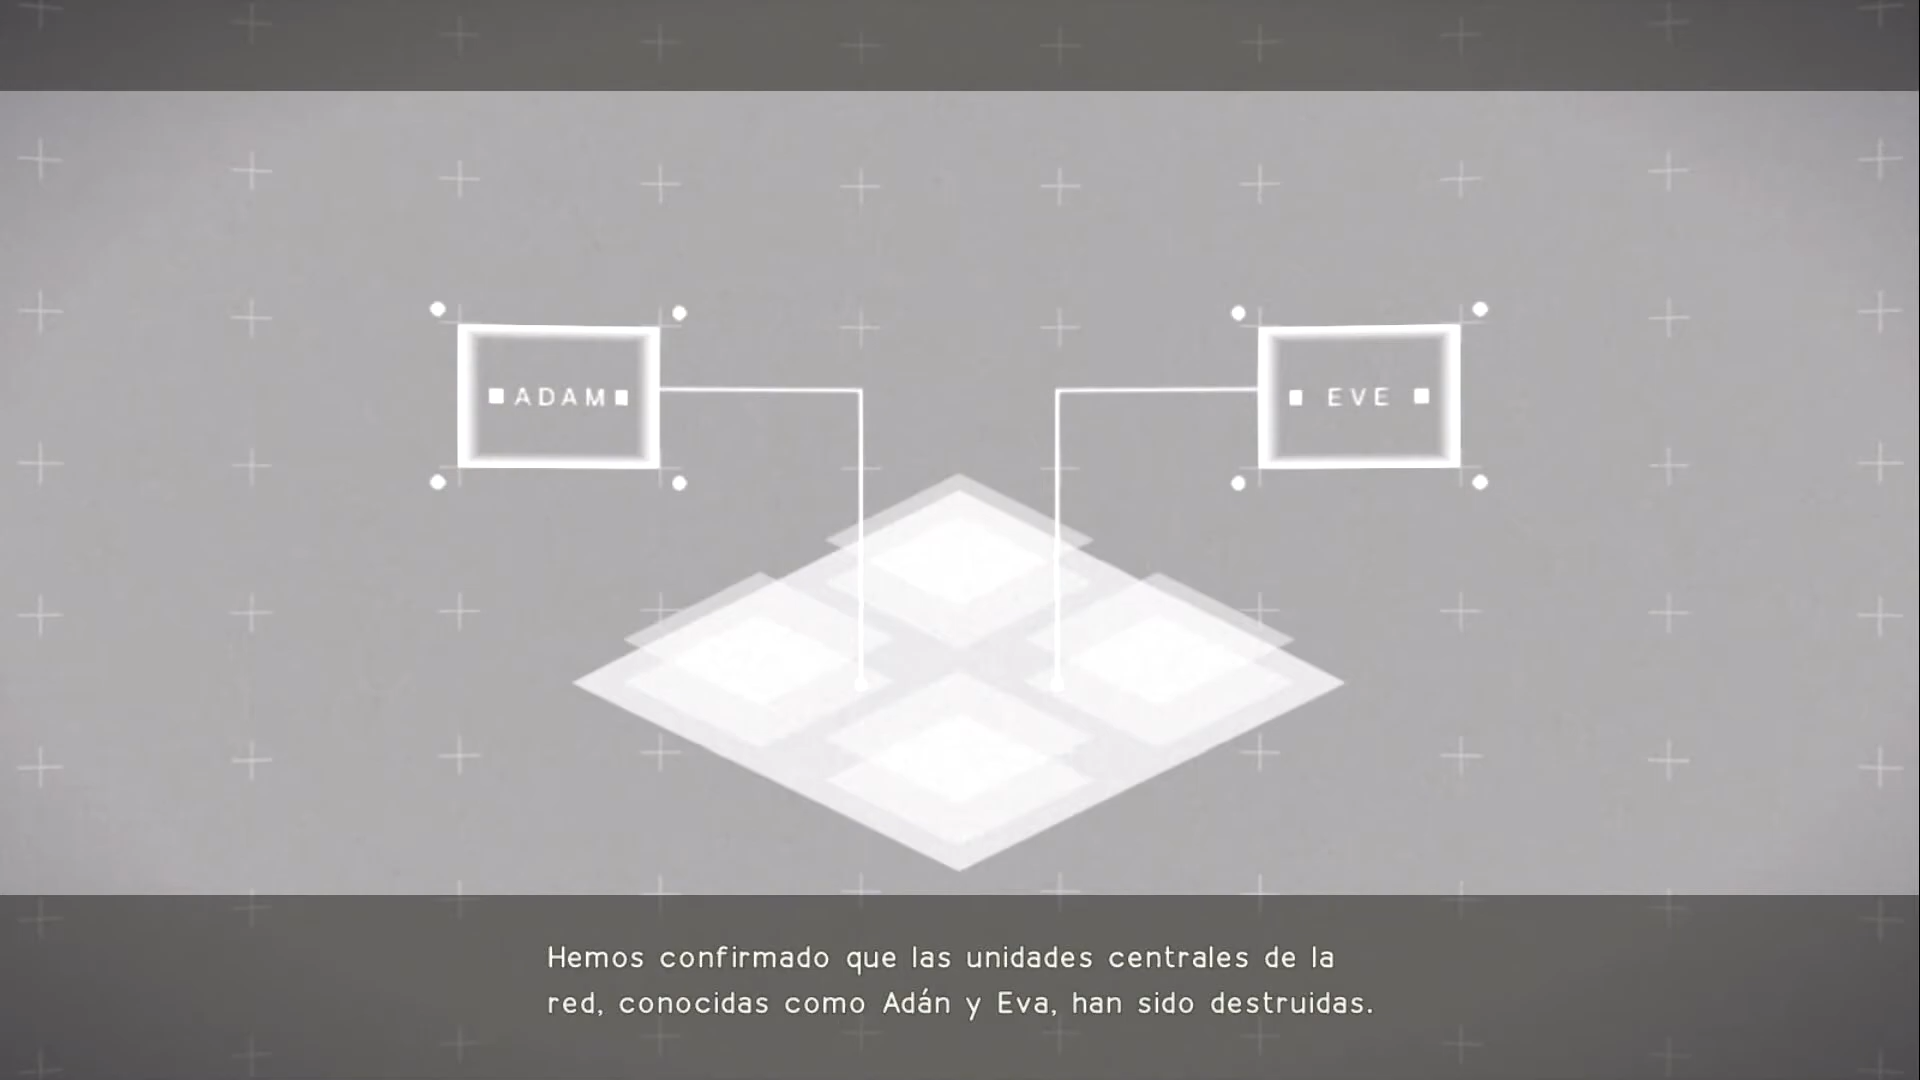 ADAM
EVE
Hemos confirmado que las unidades centrales de la
red, conocidas como Adán y Eva, han sido destruidas.